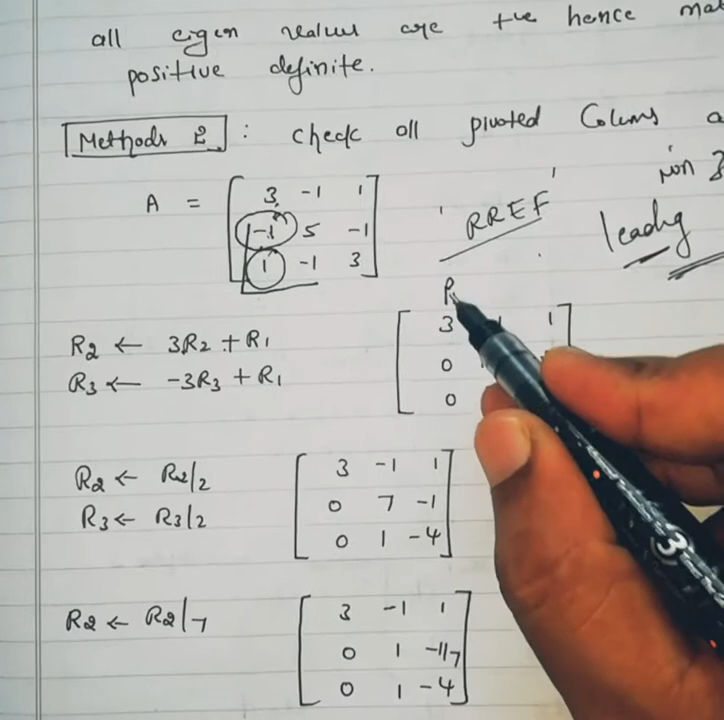 all eigen values are +ve hence
positive definite.
Methods 2 : check all pivoted Colums
A = [ 3 -1 1
-1 5 -1
1 -1 3 ]
'RREF'
leading
R2 ← 3R2 + R1
R3 ← -3R3 + R1
[ 3 1
0
0
R2 ← R2/2
R3 ← R3/2
[ 3 -1 1
0 7 -1
0 1 -4 ]
R2 ← R2/7
[ 3 -1 1
0 1 -1/7
0 1 -4 ]